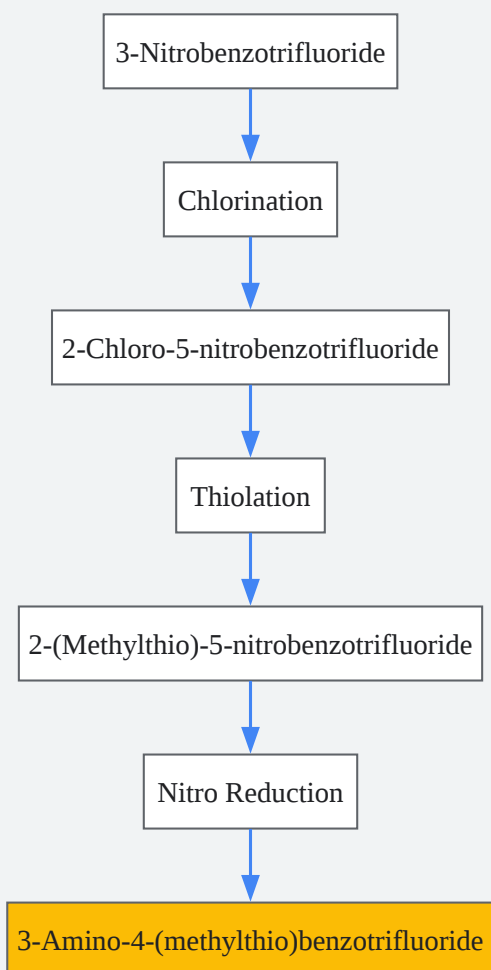 3-Nitrobenzotrifluoride
Chlorination
2-Chloro-5-nitrobenzotrifluoride
Thiolation
2-(Methylthio)-5-nitrobenzotrifluoride
Nitro Reduction
3-Amino-4-(methylthio)benzotrifluoride